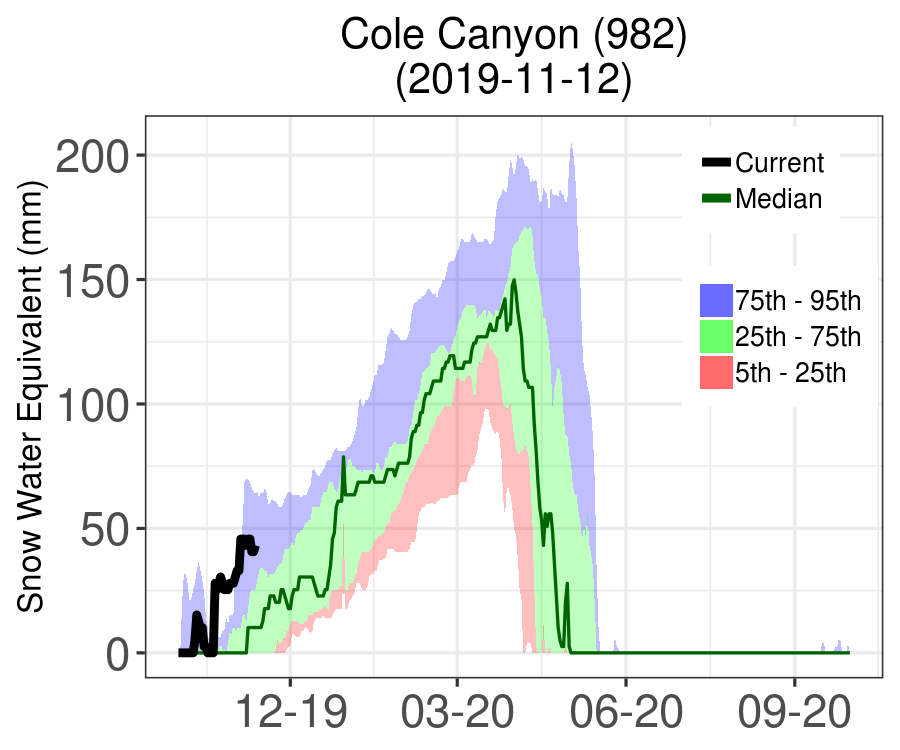 Cole Canyon (982)
(2019-11-12)
Snow Water Equivalent (mm)
200
150
100
50
0
12-19
03-20
06-20
09-20
Current
Median
75th - 95th
25th - 75th
5th - 25th